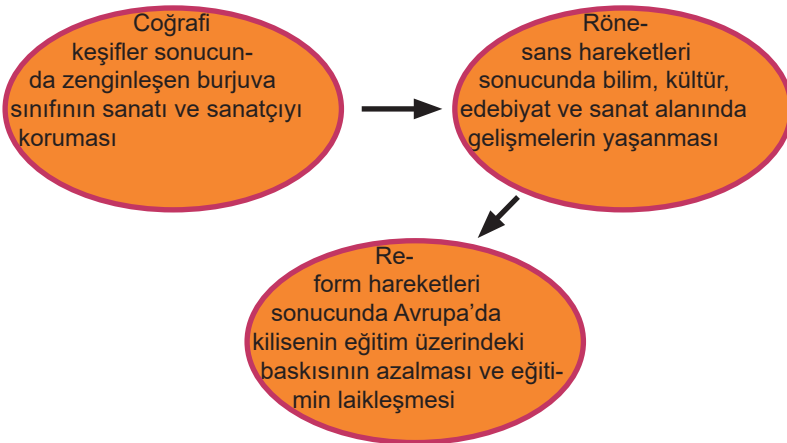 Coğrafi
keşifler sonucun-
da zenginleşen burjuva
sınıfının sanatı ve sanatçıyı
koruması
Röne-
sans hareketleri
sonucunda bilim, kültür,
edebiyat ve sanat alanında
gelişmelerin yaşanması
Re-
form hareketleri
sonucunda Avrupa’da
kilisenin eğitim üzerindeki
baskısının azalması ve eğiti-
min laikleşmesi